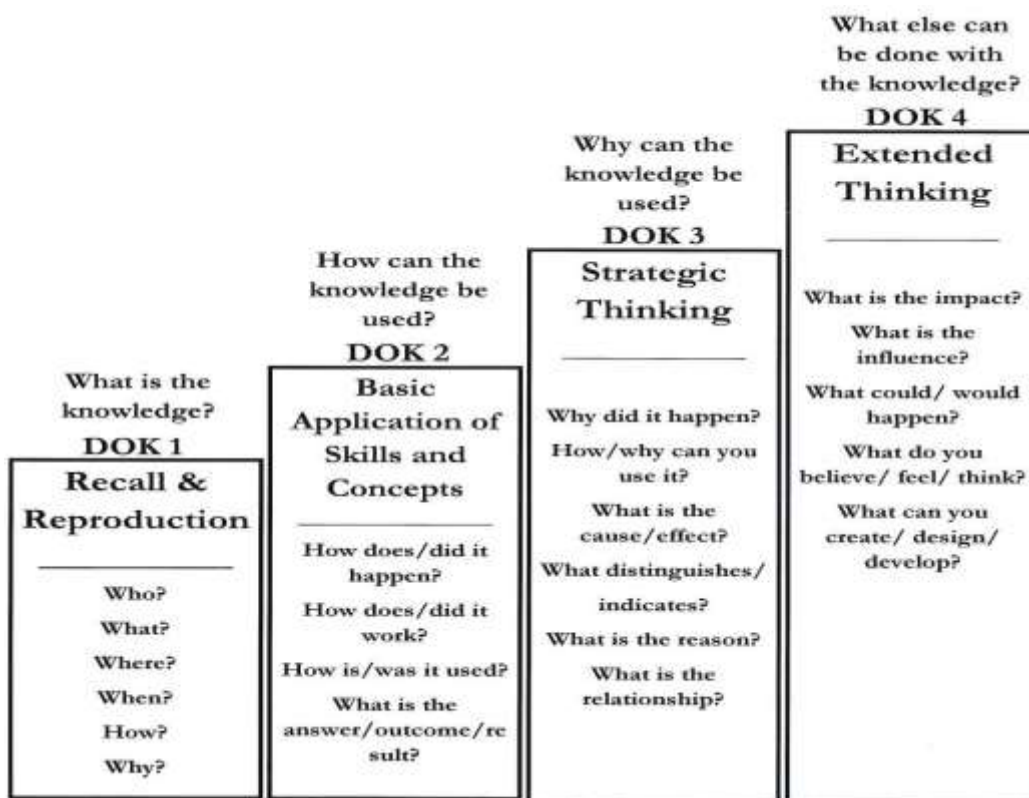 What is the
knowledge?
DOK 1
Recall &
Reproduction
Who?
What?
Where?
When?
How?
Why?
How can the
knowledge be
used?
DOK 2
Basic
Application of
Skills and
Concepts
How does/did it
happen?
How does/did it
work?
How is/was it used?
What is the
answer/outcome/re
sult?
Why can the
knowledge be
used?
DOK 3
Strategic
Thinking
Why did it happen?
How/why can you
use it?
What is the
cause/effect?
What distinguishes/
indicates?
What is the reason?
What is the
relationship?
What else can
be done with
the knowledge?
DOK 4
Extended
Thinking
What is the impact?
What is the
influence?
What could/ would
happen?
What do you
believe/ feel/ think?
What can you
create/ design/
develop?